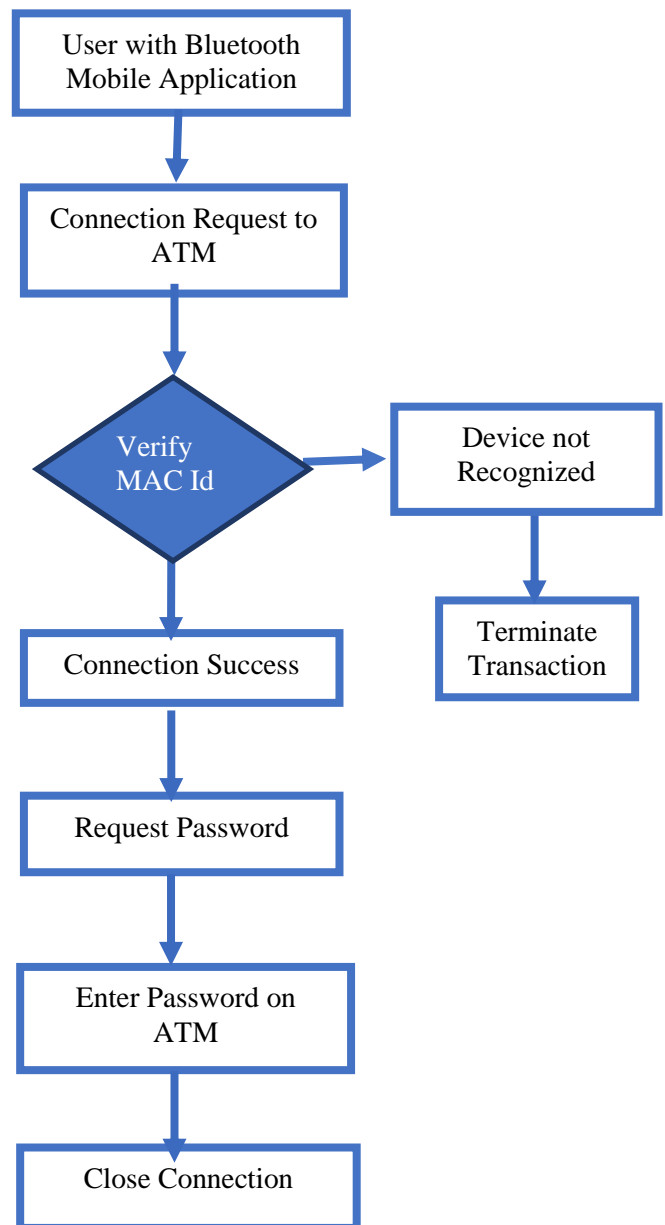 User with Bluetooth
Mobile Application
Connection Request to
ATM
Verify
MAC Id
Device not
Recognized
Terminate
Transaction
Connection Success
Request Password
Enter Password on
ATM
Close Connection